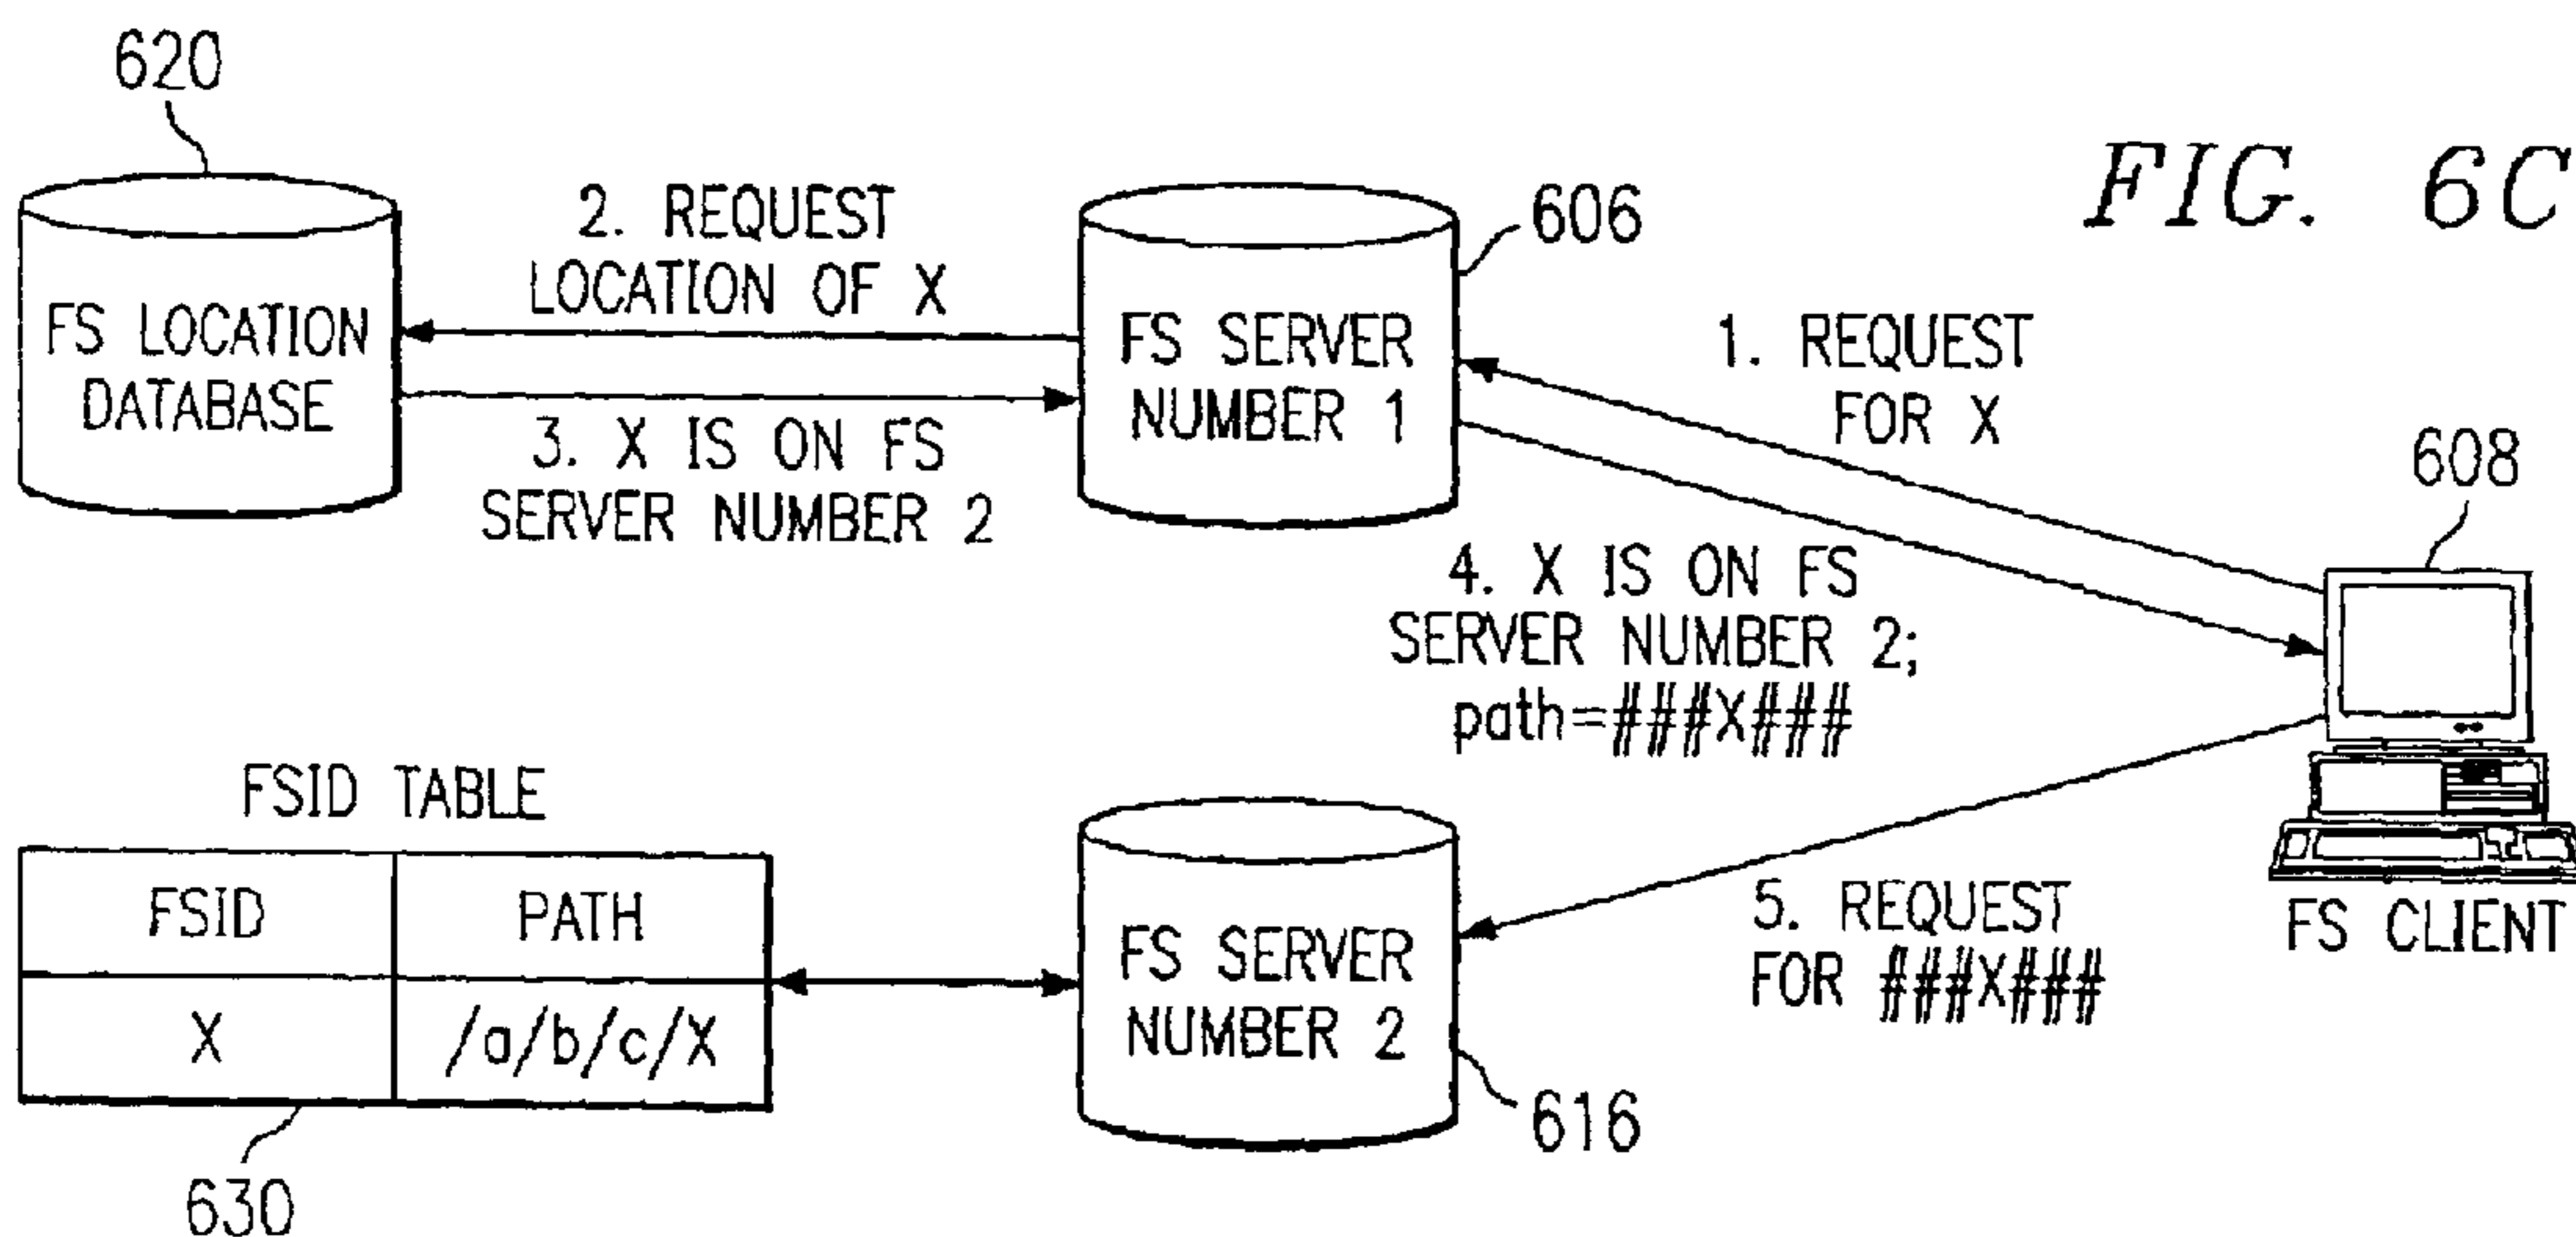 620
FIG. 6C
2. REQUEST
LOCATION OF X
606
FS LOCATION
DATABASE
FS SERVER
NUMBER 1
1. REQUEST
FOR X
3. X IS ON FS
SERVER NUMBER 2
608
4. X IS ON FS
SERVER NUMBER 2;
path=###X###
FSID TABLE
FSID
PATH
X
/a/b/c/X
FS SERVER
NUMBER 2
5. REQUEST
FOR ###X###
FS CLIENT
616
630